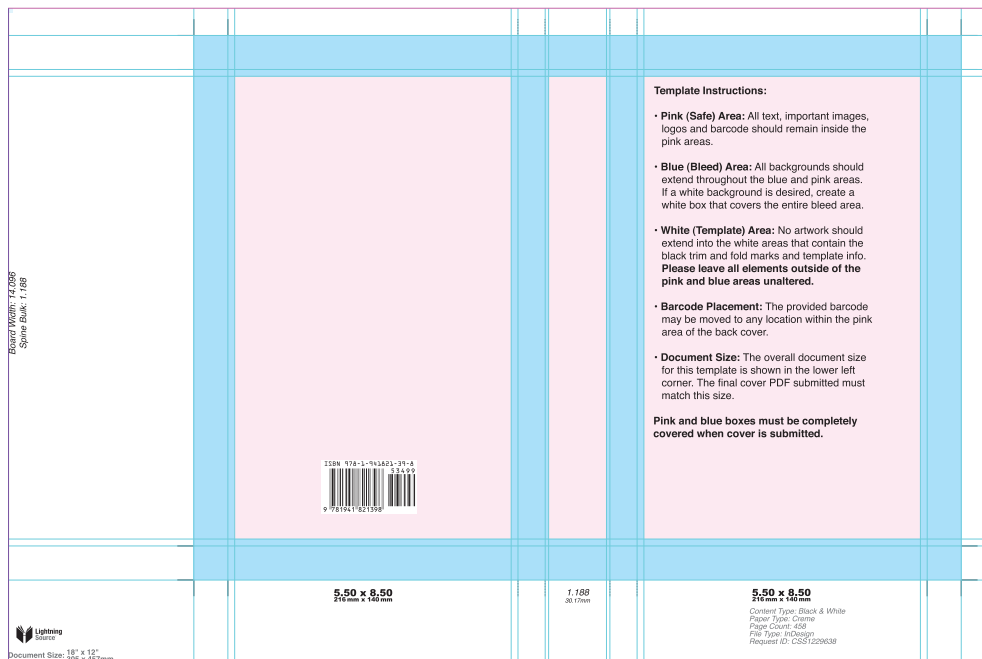 Template Instructions:
• Pink (Safe) Area: All text, important images,
logos and barcode should remain inside the
pink areas.
• Blue (Bleed) Area: All backgrounds should
extend throughout the blue and pink areas.
If a white background is desired, create a
white box that covers the entire bleed area.
• White (Template) Area: No artwork should
extend into the white areas that contain the
black trim and fold marks and template info.
Please leave all elements outside of the
pink and blue areas unaltered.
• Barcode Placement: The provided barcode
may be moved to any location within the pink
area of the back cover.
• Document Size: The overall document size
for this template is shown in the lower left
corner. The final cover PDF submitted must
match this size.
Pink and blue boxes must be completely
covered when cover is submitted.
Board Width: 14.096
Spine Bulk: 1.188
ISBN 978-1-941821-39-8
53499
9 781941 821398
5.50 x 8.50
216 mm x 140 mm
1.188
30.17mm
5.50 x 8.50
216 mm x 140 mm
Content Type: Black & White
Paper Type: Creme
Page Count: 458
File Type: InDesign
Request ID: CSS1229638
Lightning
Source
Document Size: 18" x 12"